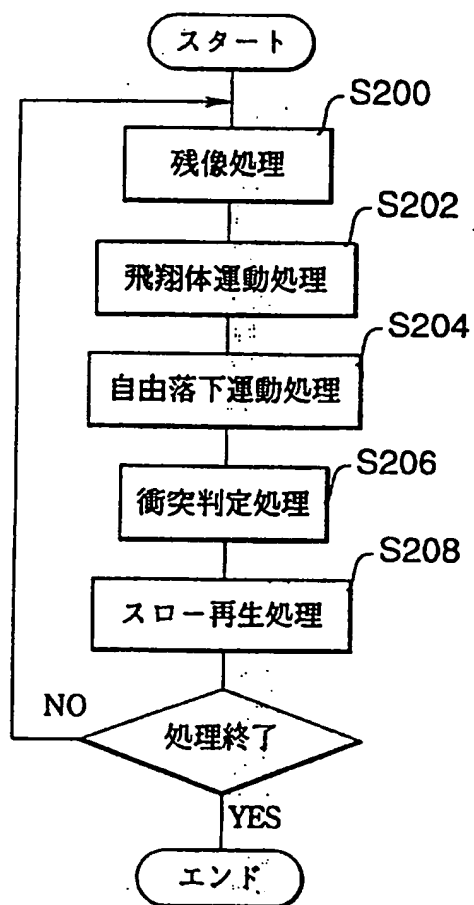 スタート
S200
残像処理
S202
飛翔体運動処理
S204
自由落下運動処理
S206
衝突判定処理
S208
スロー再生処理
NO
処理終了
YES
エンド